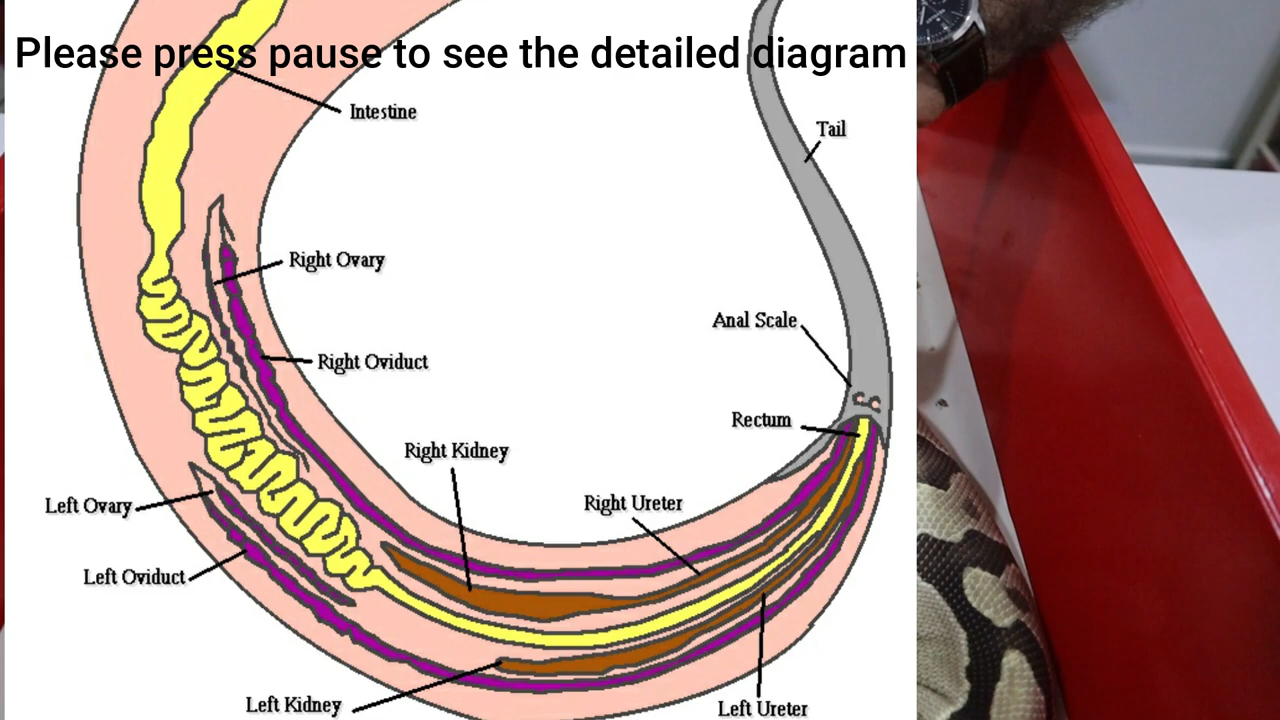 Please press pause to see the detailed diagram
Intestine
Tail
Right Ovary
Anal Scale
Right Oviduct
Rectum
Right Kidney
Left Ovary
Right Ureter
Left Oviduct
Left Kidney
Left Ureter